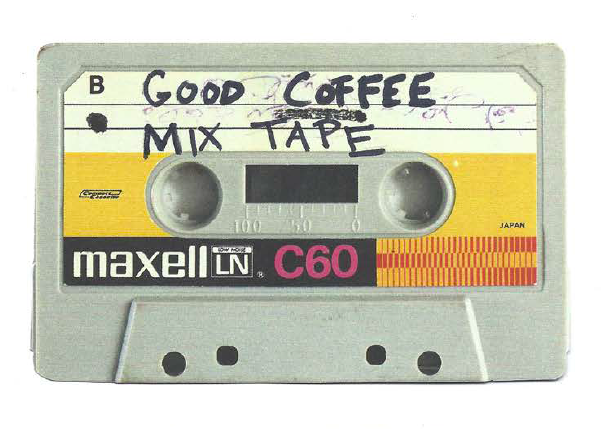 B GOOD COFFEE
MIX TAPE
100 50 0
JAPAN
maxell LOW NOISE LN ® C60